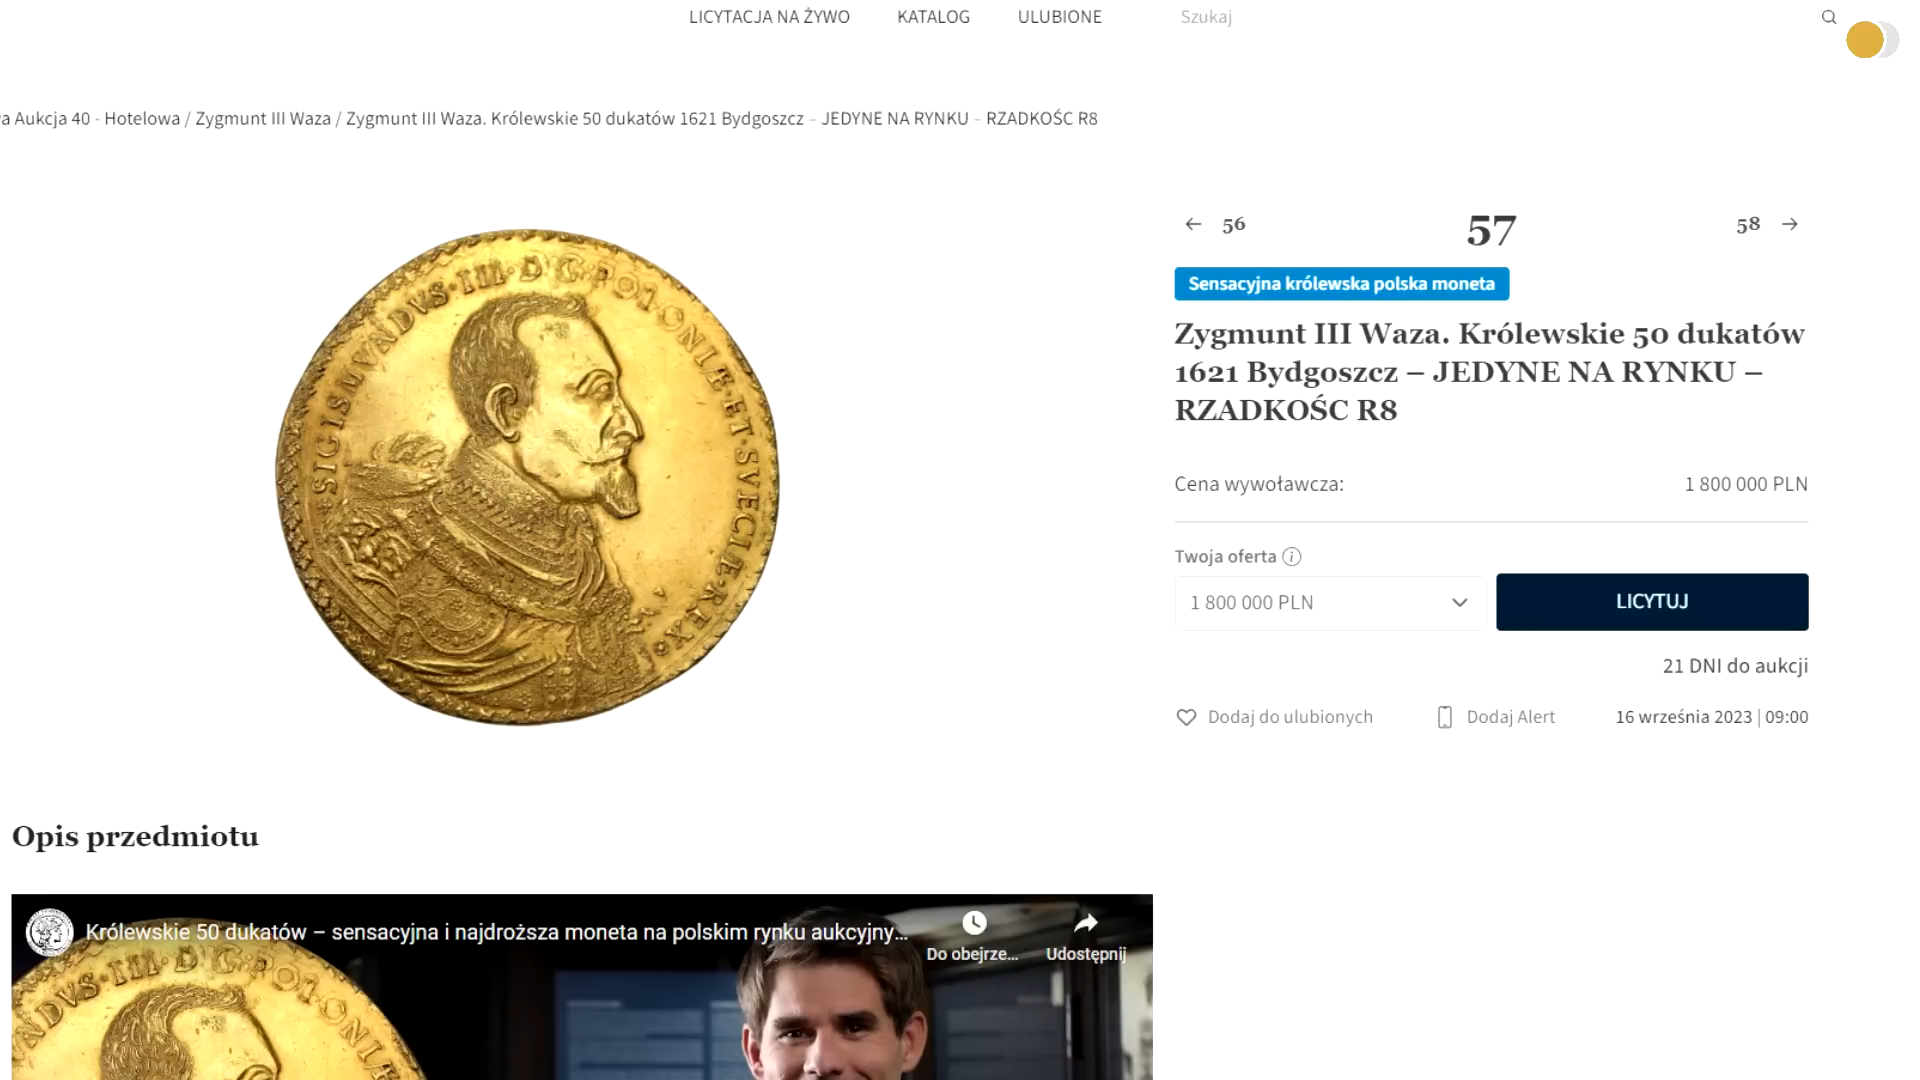 LICYTACJA NA ŻYWO KATALOG ULUBIONE Szukaj
a Aukcja 40 - Hotelowa / Zygmunt III Waza / Zygmunt III Waza. Królewskie 50 dukatów 1621 Bydgoszcz – JEDYNE NA RYNKU – RZADKOŚC R8
SIGISMVNDVS·III·D·G·POLONIÆ·ET·SVECIÆ·REX
56 57 58
Sensacyjna królewska polska moneta
Zygmunt III Waza. Królewskie 50 dukatów
1621 Bydgoszcz – JEDYNE NA RYNKU –
RZADKOŚC R8
Cena wywoławcza: 1 800 000 PLN
Twoja oferta
1 800 000 PLN LICYTUJ
21 DNI do aukcji
Dodaj do ulubionych Dodaj Alert 16 września 2023 | 09:00
Opis przedmiotu
Królewskie 50 dukatów – sensacyjna i najdroższa moneta na polskim rynku aukcyjny...
Do obejrze... Udostępnij
NDVS·III·D·G·POLONIÆ